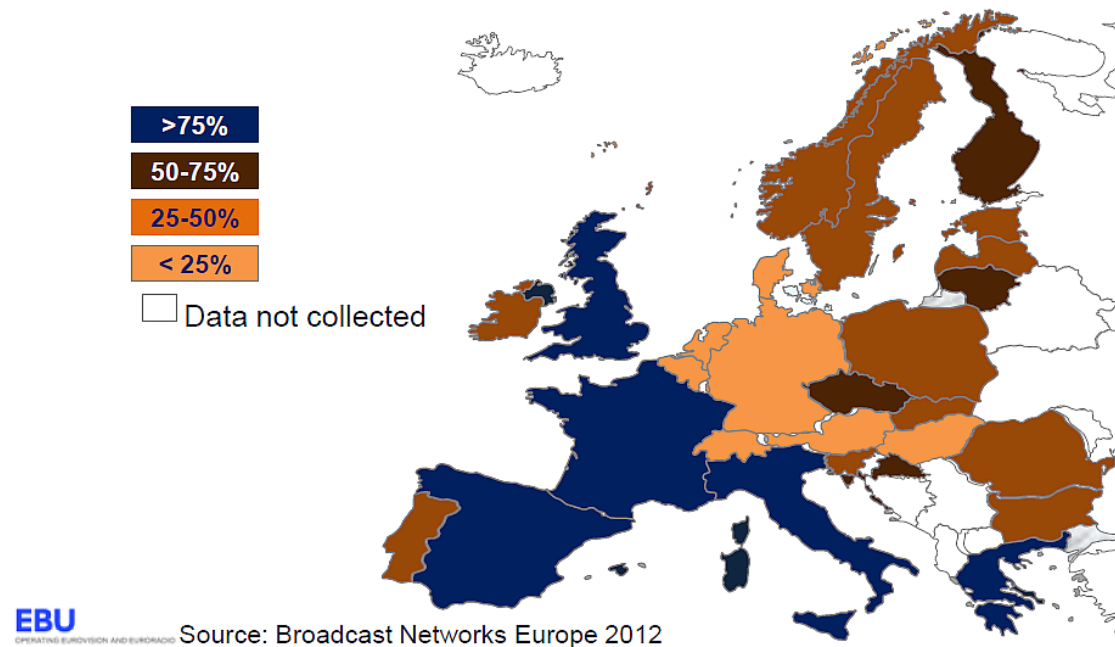 >75%
50-75%
25-50%
< 25%
Data not collected
EBU
OPERATING EUROVISION AND EURORADIO
Source: Broadcast Networks Europe 2012